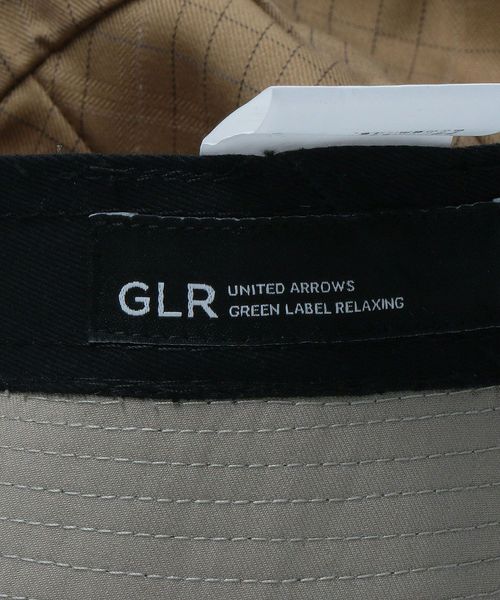 GLR
UNITED ARROWS
GREEN LABEL RELAXING